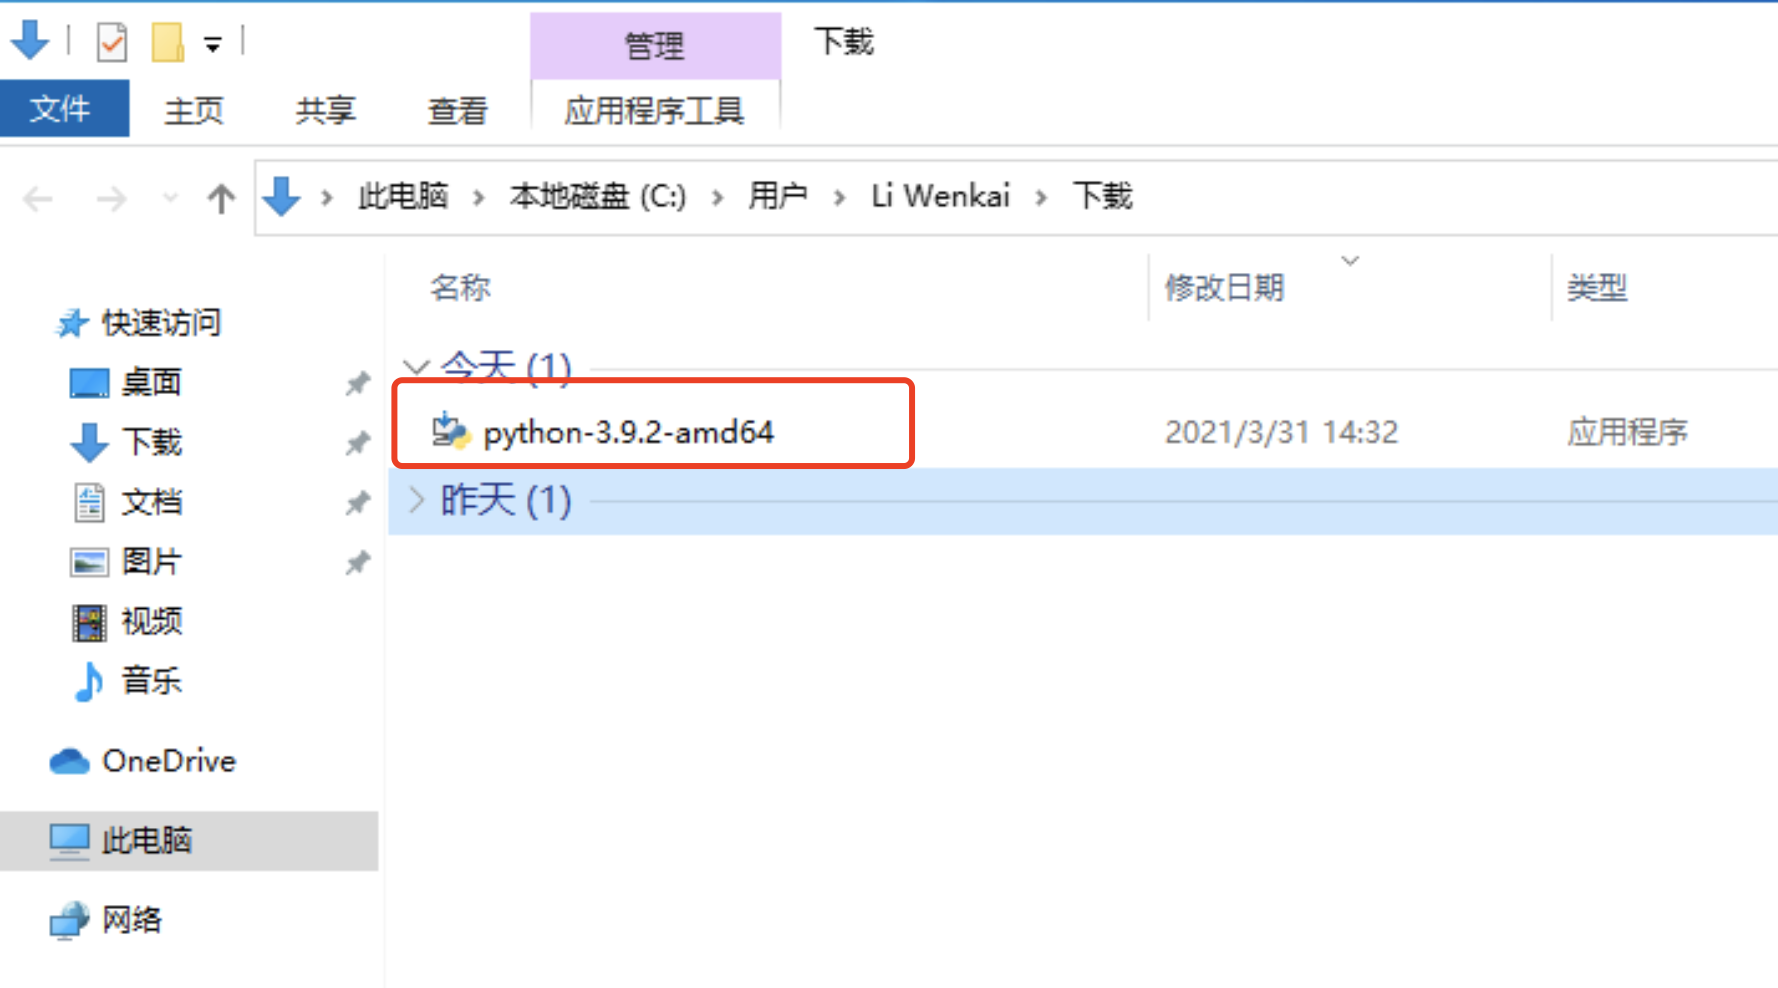 管理
下载
文件 主页 共享 查看 应用程序工具
此电脑 本地磁盘 (C:) 用户 Li Wenkai 下载
名称 修改日期 类型
快速访问
桌面
下载
文档
图片
视频
音乐
OneDrive
此电脑
网络
今天 (1)
python-3.9.2-amd64 2021/3/31 14:32 应用程序
昨天 (1)